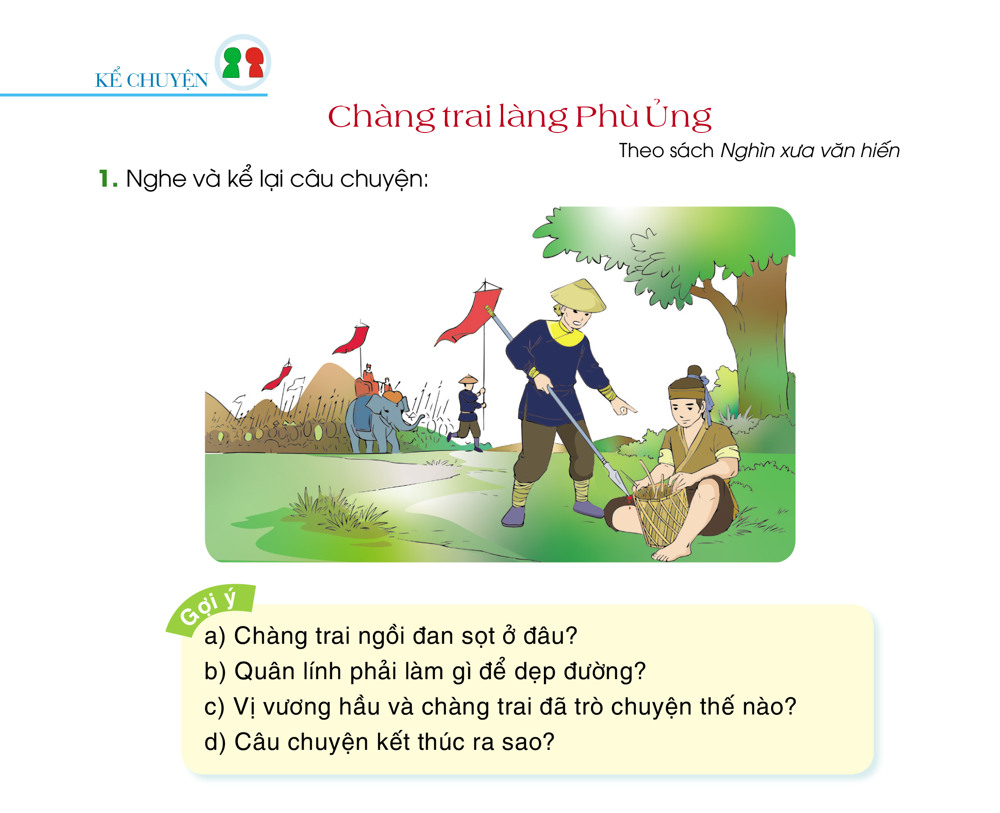 KỂ CHUYỆN
Chàng trai làng Phù Ủng
Theo sách Nghìn xưa văn hiến
1. Nghe và kể lại câu chuyện:
Gợi ý
a) Chàng trai ngồi đan sọt ở đâu?
b) Quân lính phải làm gì để dẹp đường?
c) Vị vương hầu và chàng trai đã trò chuyện thế nào?
d) Câu chuyện kết thúc ra sao?